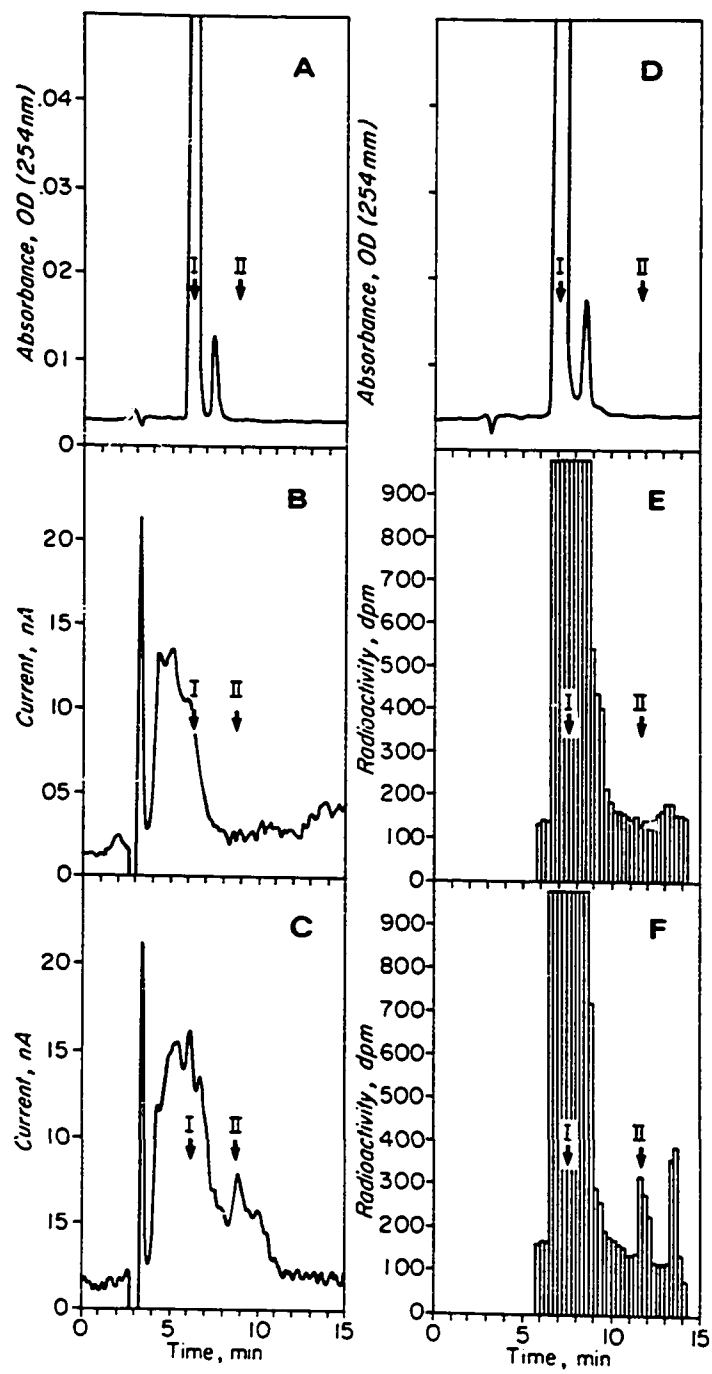 A
Absorbance, OD (254nm)
.04
.03
02
01
0
I
II
D
Absorbance, OD (254mm)
I
II
B
Current, nA
20
15
10
05
0
I
II
E
Radioactivity, dpm
900
800
700
600
500
400
300
200
100
0
I
II
C
Current, nA
20
15
10
15
0
I
II
0
5
10
15
Time, min
F
Radioactivity, dpm
900
800
700
600
500
400
300
200
100
0
I
II
0
5
10
15
Time, min